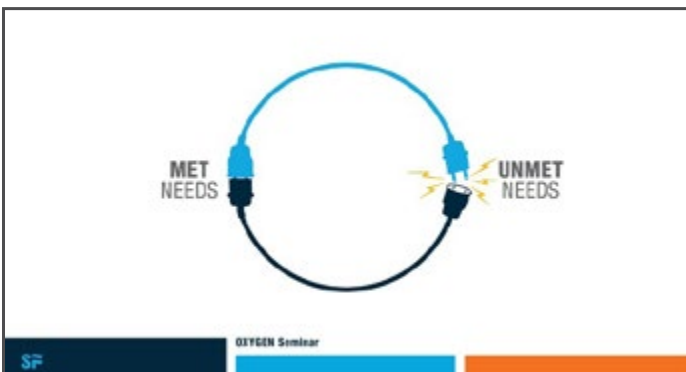 MET
NEEDS
UNMET
NEEDS
OXYGEN Seminar
SF